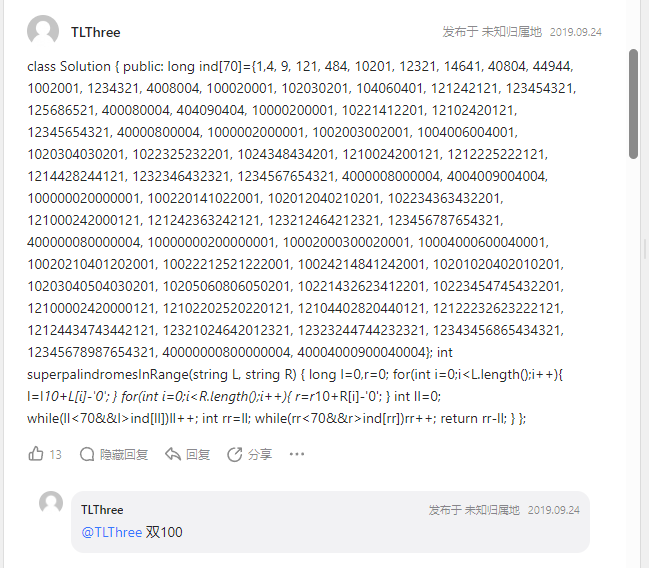 TLThree
发布于 未知归属地 2019.09.24
class Solution { public: long ind[70]={1,4, 9, 121, 484, 10201, 12321, 14641, 40804, 44944,
1002001, 1234321, 4008004, 100020001, 102030201, 104060401, 121242121, 123454321,
125686521, 400080004, 404090404, 10000200001, 10221412201, 12102420121,
12345654321, 40000800004, 1000002000001, 1002003002001, 1004006004001,
1020304030201, 1022325232201, 1024348434201, 1210024200121, 1212225222121,
1214428244121, 1232346432321, 1234567654321, 4000008000004, 4004009004004,
100000020000001, 100220141022001, 102012040210201, 102234363432201,
121000242000121, 121242363242121, 123212464212321, 123456787654321,
400000080000004, 10000000200000001, 10002000300020001, 10004000600040001,
10020210401202001, 10022212521222001, 10024214841242001, 10201020402010201,
10203040504030201, 10205060806050201, 10221432623412201, 10223454745432201,
12100002420000121, 12102202520220121, 12104402820440121, 12122232623222121,
12124434743442121, 12321024642012321, 12323244744232321, 12343456865434321,
12345678987654321, 40000000800000004, 40004000900040004}; int
superpalindromesInRange(string L, string R) { long l=0,r=0; for(int i=0;i<L.length();i++){
l=l10+L[i]-'0'; } for(int i=0;i<R.length();i++){ r=r10+R[i]-'0'; } int ll=0;
while(ll<70&&l>ind[ll])ll++; int rr=ll; while(rr<70&&r>ind[rr])rr++; return rr-ll; } };
13 隐藏回复 回复 分享
TLThree
发布于 未知归属地 2019.09.24
@TLThree 双100